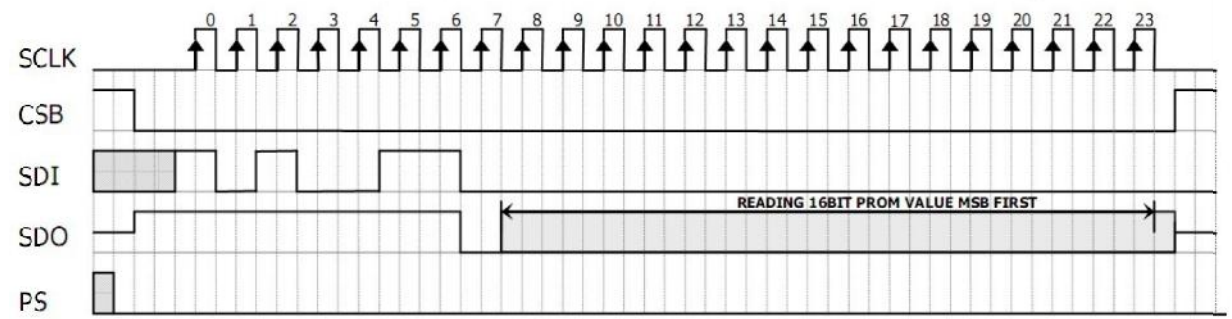 0 1 2 3 4 5 6 7 8 9 10 11 12 13 14 15 16 17 18 19 20 21 22 23
SCLK
CSB
SDI
READING 16BIT PROM VALUE MSB FIRST
SDO
PS